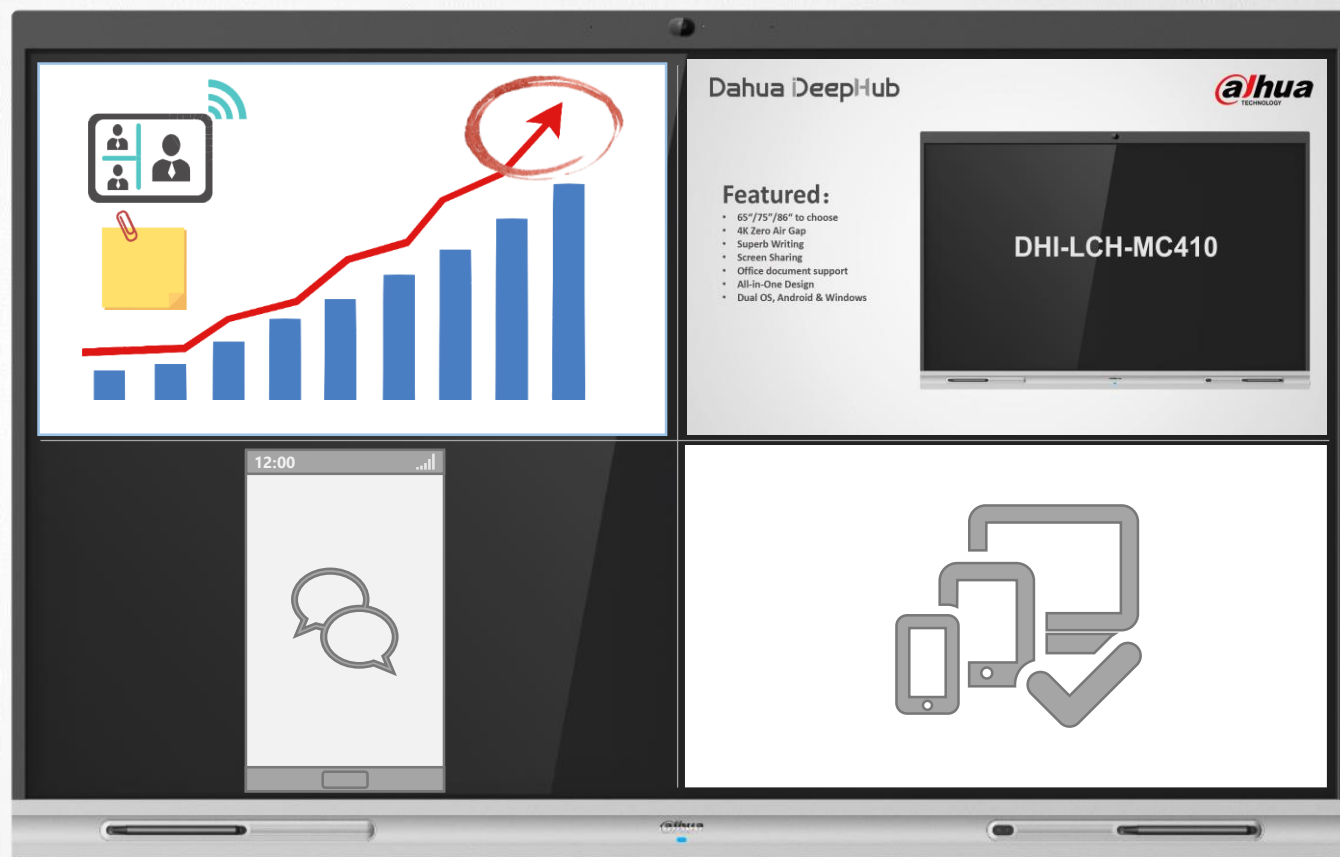 Dahua DeepHub
alhua
TECHNOLOGY
Featured:
• 65"/75"/86" to choose
• 4K Zero Air Gap
• Superb Writing
• Screen Sharing
• Office document support
• All-in-One Design
• Dual OS, Android & Windows
DHI-LCH-MC410
12:00
alhua